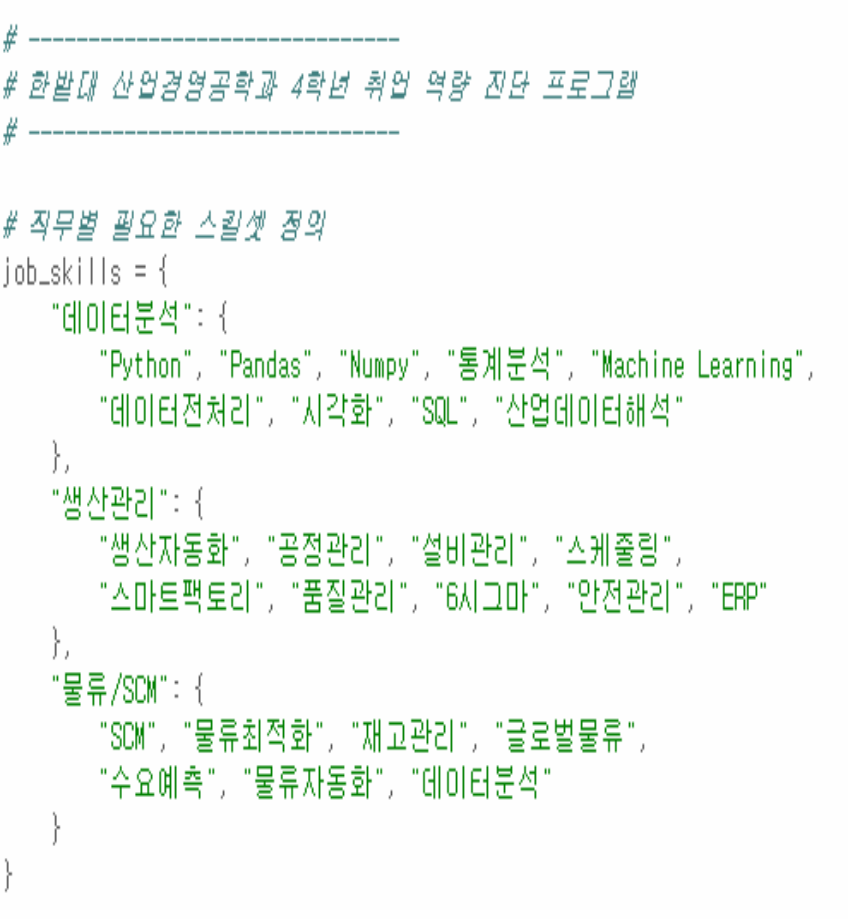 # -------------------------------
# 한밭대 산업경영공학과 4학년 취업 역량 진단 프로그램
# -------------------------------
# 직무별 필요한 스킬셋 정의
job_skills = {
"데이터분석": {
"Python", "Pandas", "Numpy", "통계분석", "Machine Learning",
"데이터전처리", "시각화", "SQL", "산업데이터해석"
},
"생산관리": {
"생산자동화", "공정관리", "설비관리", "스케줄링",
"스마트팩토리", "품질관리", "6시그마", "안전관리", "ERP"
},
"물류/SCM": {
"SCM", "물류최적화", "재고관리", "글로벌물류",
"수요예측", "물류자동화", "데이터분석"
}
}